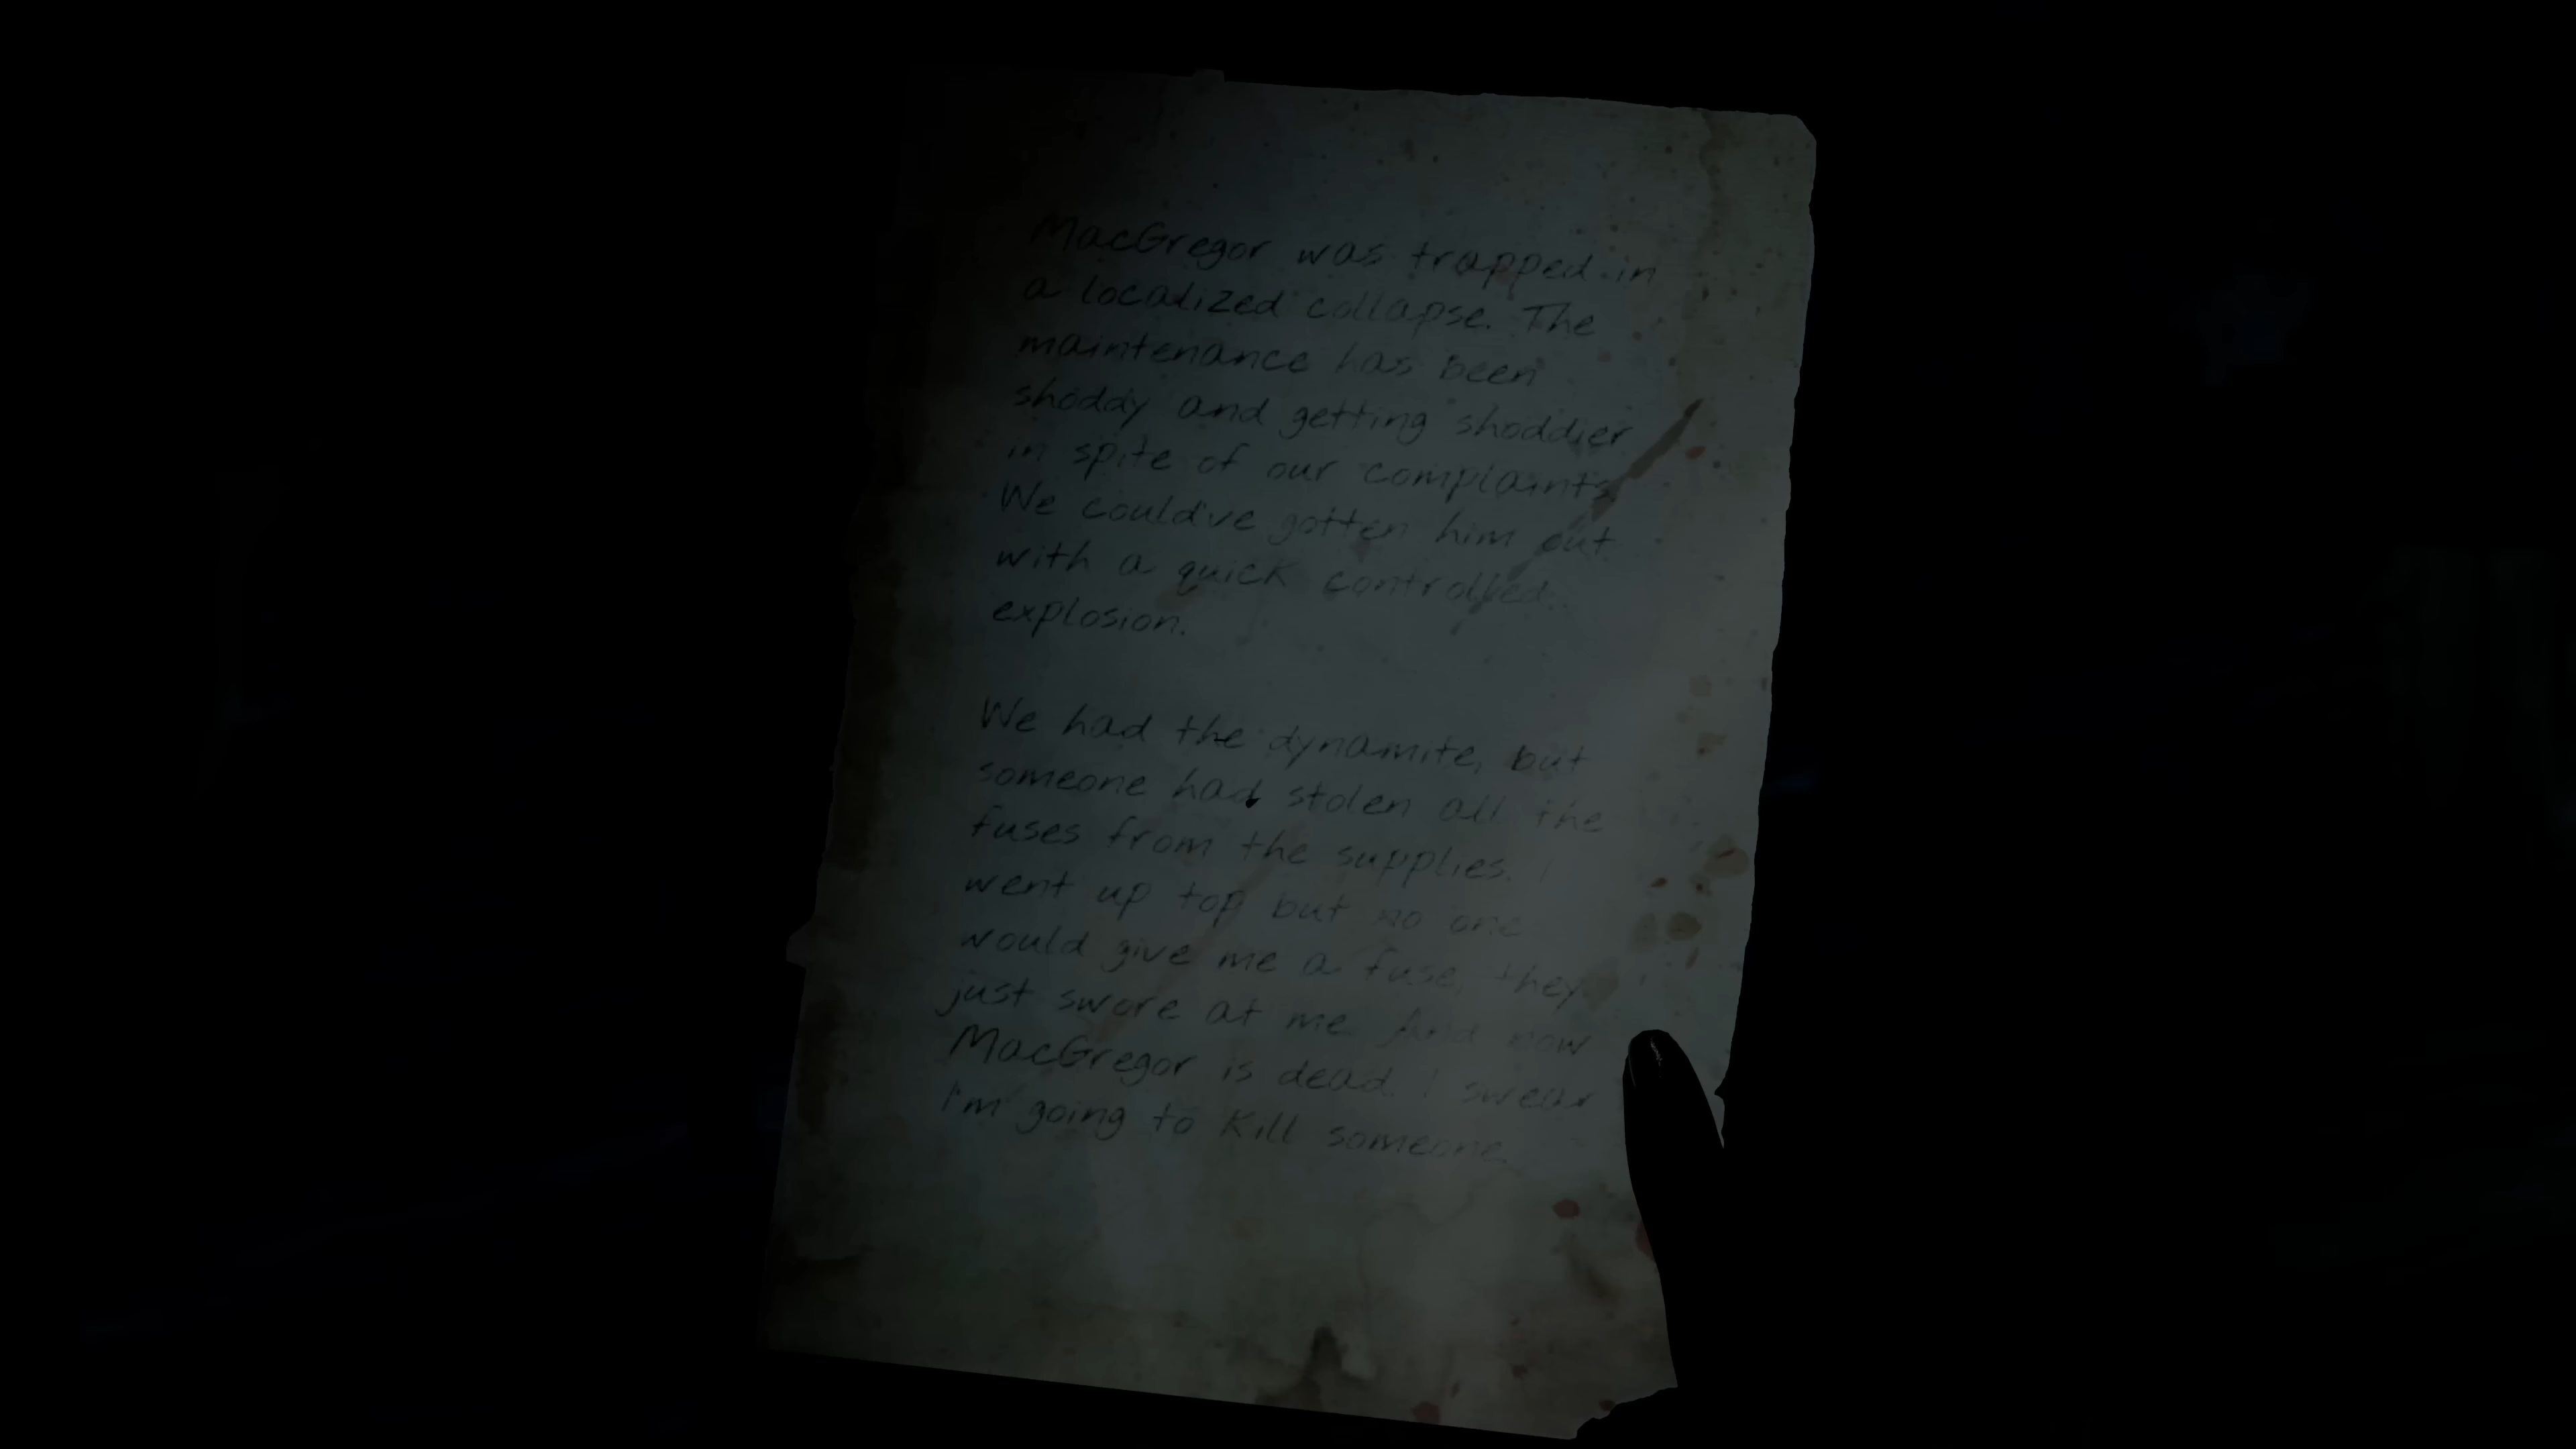 MacGregor was trapped in
a localized collapse. The
maintenance has been
shoddy and getting shoddier
in spite of our complaints.
We could've gotten him out
with a quick controlled
explosion.
We had the dynamite, but
someone had stolen all the
fuses from the supplies. I
went up top but no one
would give me a fuse, they
just swore at me. And now
MacGregor is dead. I swear
I'm going to kill someone.